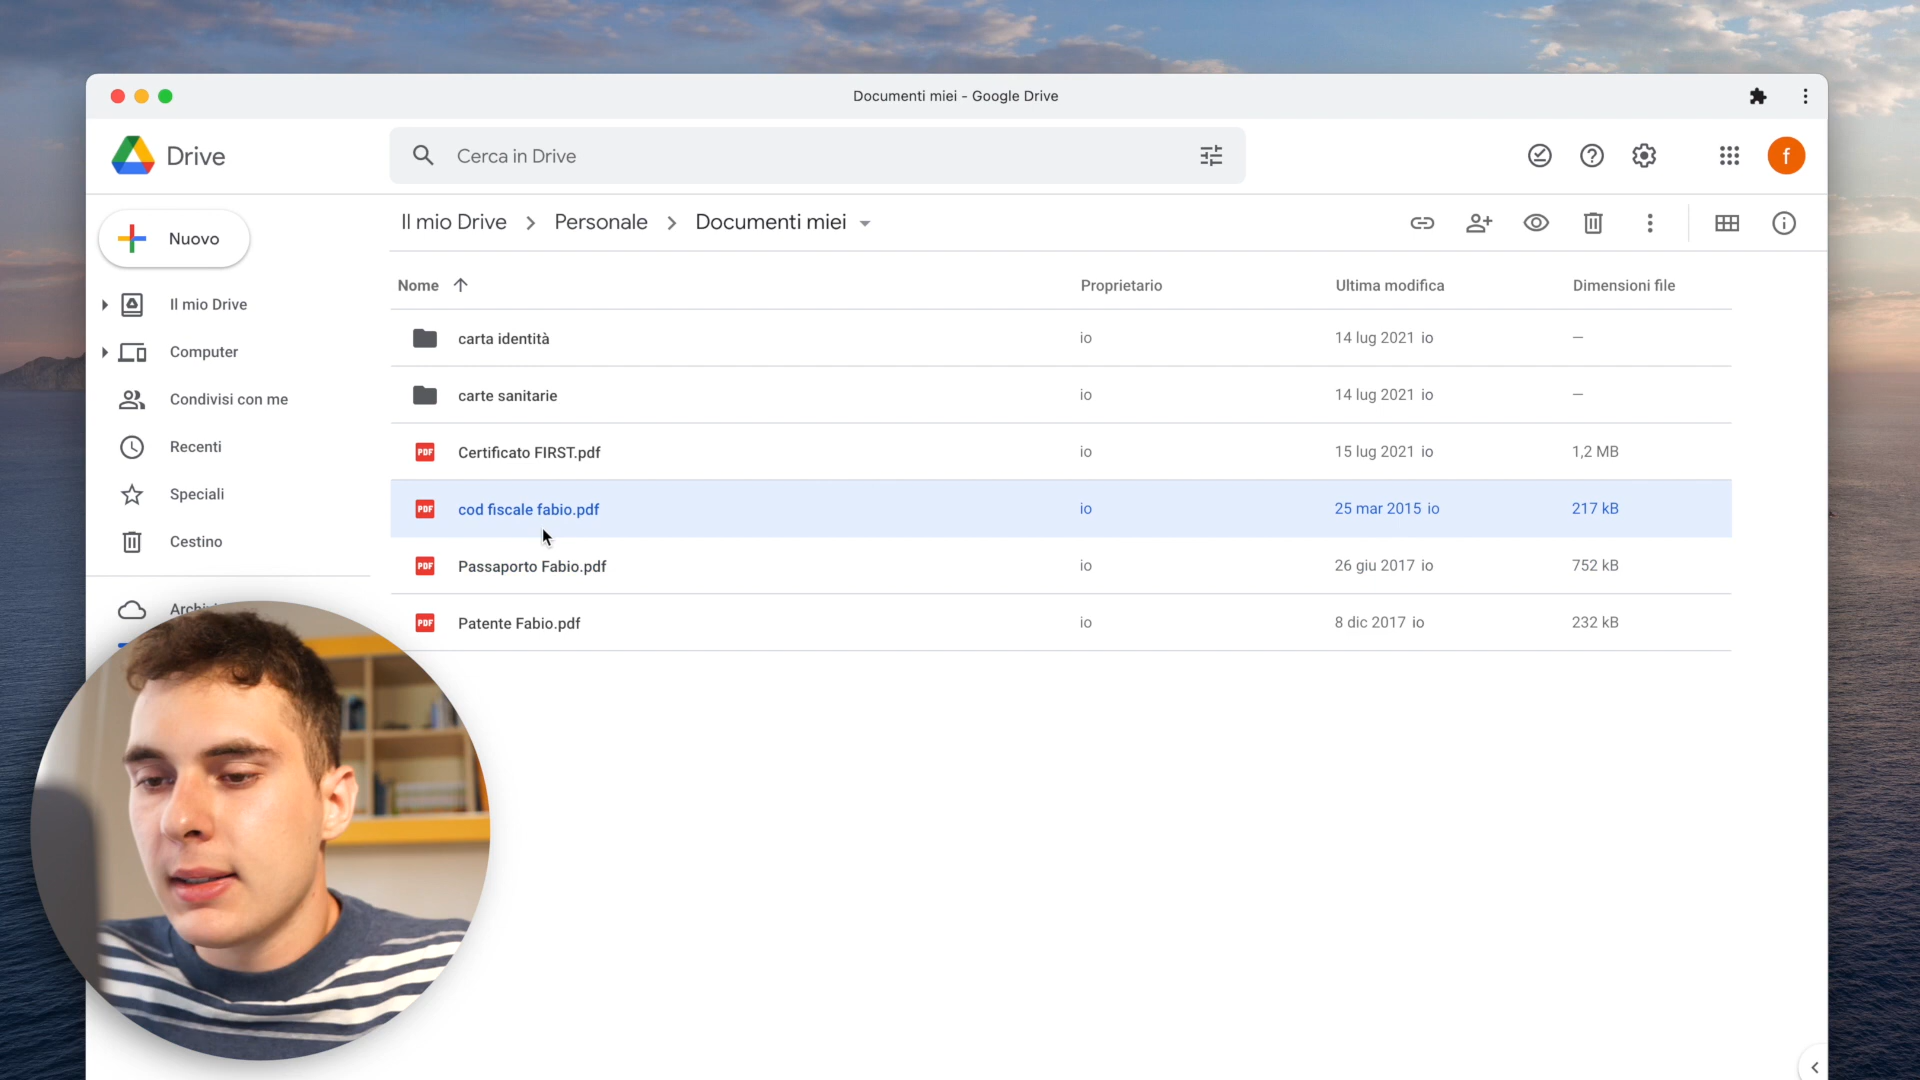 Documenti miei - Google Drive
Drive
Cerca in Drive
f
Nuovo
Il mio Drive
Personale
Documenti miei
Il mio Drive
Computer
Condivisi con me
Recenti
Speciali
Cestino
Nome
Proprietario
Ultima modifica
Dimensioni file
carta identità
io
14 lug 2021 io
—
carte sanitarie
io
14 lug 2021 io
—
PDF
Certificato FIRST.pdf
io
15 lug 2021 io
1,2 MB
PDF
cod fiscale fabio.pdf
io
25 mar 2015 io
217 kB
PDF
Passaporto Fabio.pdf
io
26 giu 2017 io
752 kB
PDF
Patente Fabio.pdf
io
8 dic 2017 io
232 kB